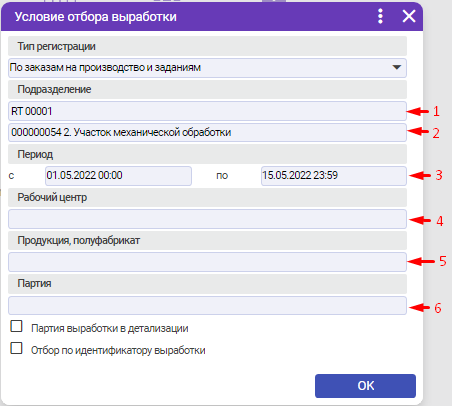 Условие отбора выработки
Тип регистрации
По заказам на производство и заданиям
Подразделение
RT 00001
1
000000054 2. Участок механической обработки
2
Период
с 01.05.2022 00:00 по 15.05.2022 23:59
3
Рабочий центр
4
Продукция, полуфабрикат
5
Партия
6
Партия выработки в детализации
Отбор по идентификатору выработки
OK